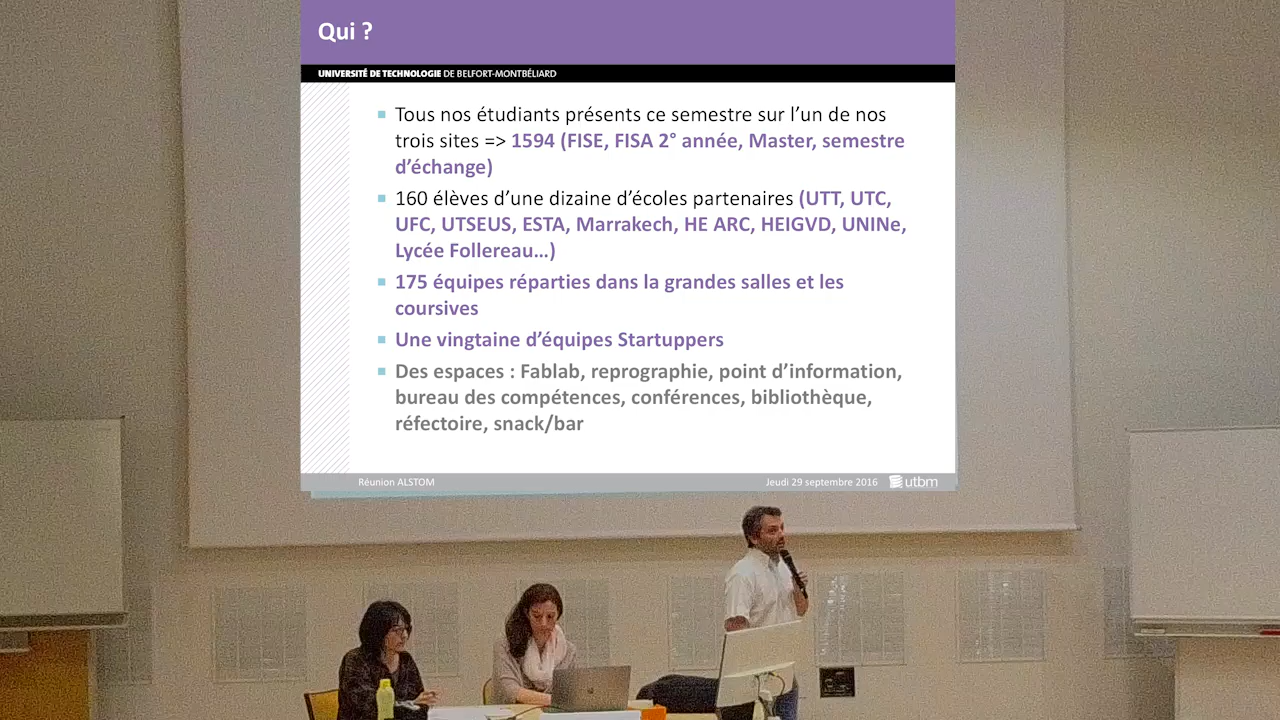 Qui ?
UNIVERSITÉ DE TECHNOLOGIE DE BELFORT-MONTBÉLIARD
Tous nos étudiants présents ce semestre sur l'un de nos
trois sites => 1594 (FISE, FISA 2° année, Master, semestre
d'échange)
160 élèves d'une dizaine d'écoles partenaires (UTT, UTC,
UFC, UTSEUS, ESTA, Marrakech, HE ARC, HEIGVD, UNINe,
Lycée Follereau…)
175 équipes réparties dans la grandes salles et les
coursives
Une vingtaine d'équipes Startuppers
Des espaces : Fablab, reprographie, point d'information,
bureau des compétences, conférences, bibliothèque,
réfectoire, snack/bar
Réunion ALSTOM
Jeudi 29 septembre 2016
utbm